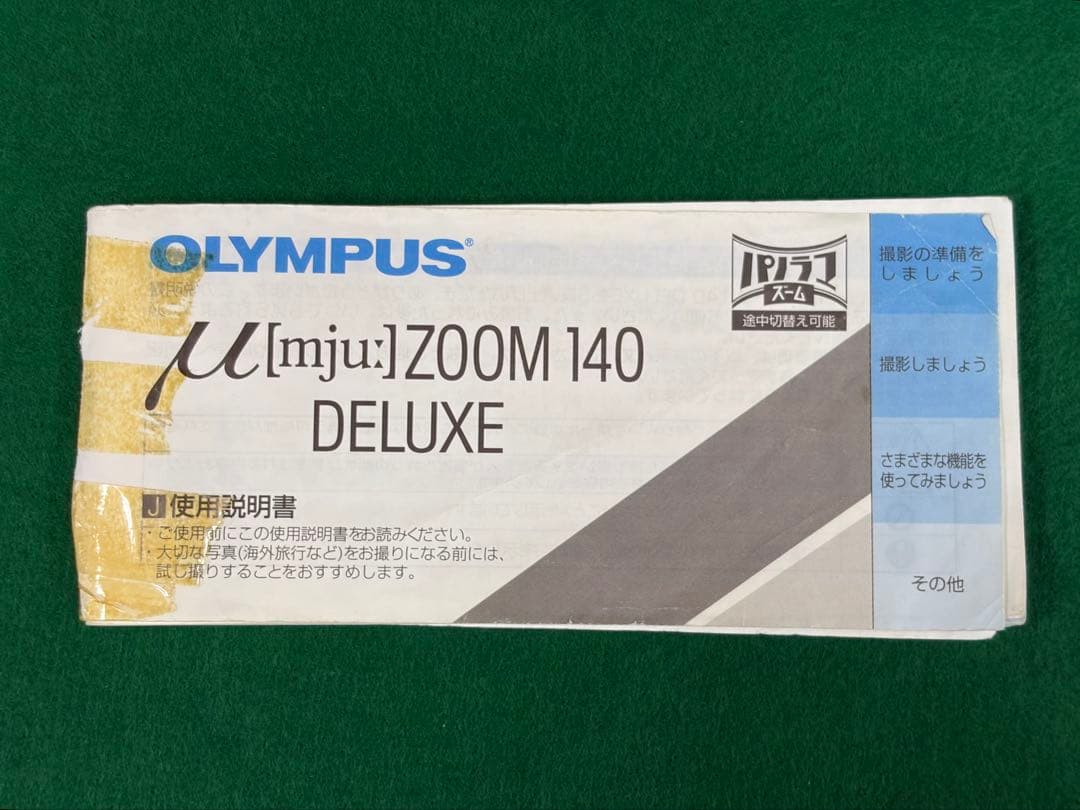 OLYMPUS®
μ[mju:]ZOOM 140
DELUXE
J 使用説明書
・ご使用前にこの使用説明書をお読みください。
・大切な写真(海外旅行など)をお撮りになる前には、
試し撮りすることをおすすめします。
パノラマ
ズーム
途中切替え可能
撮影の準備を
しましょう
撮影しましょう
さまざまな機能を
使ってみましょう
その他